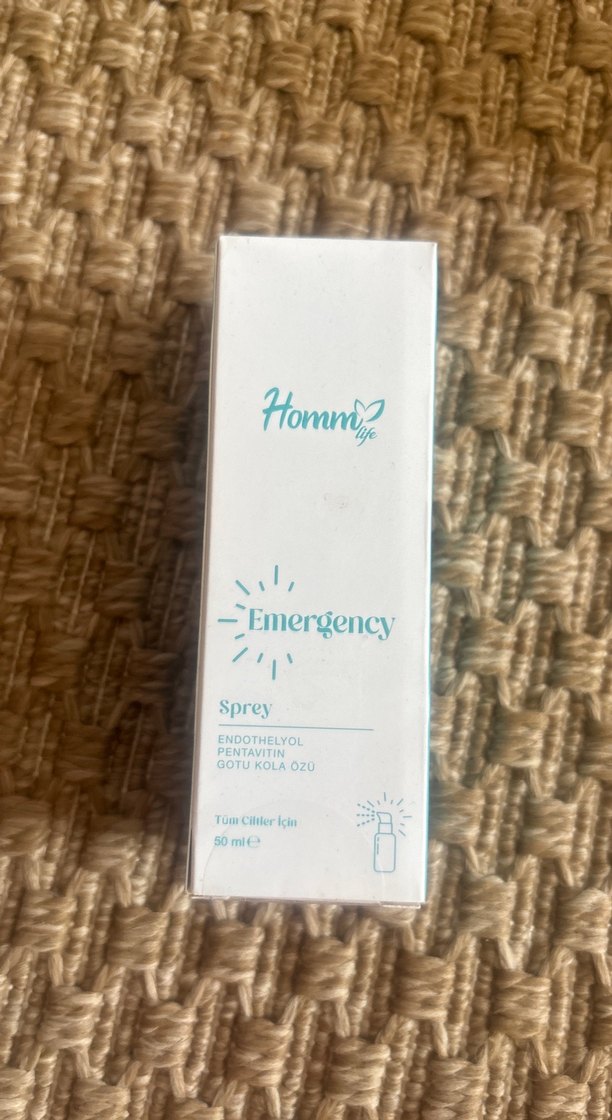 Homm
life
Emergency
Sprey
ENDOTHELYOL
PENTAVITIN
GOTU KOLA ÖZÜ
Tüm Ciltler İçin
50 ml ℮